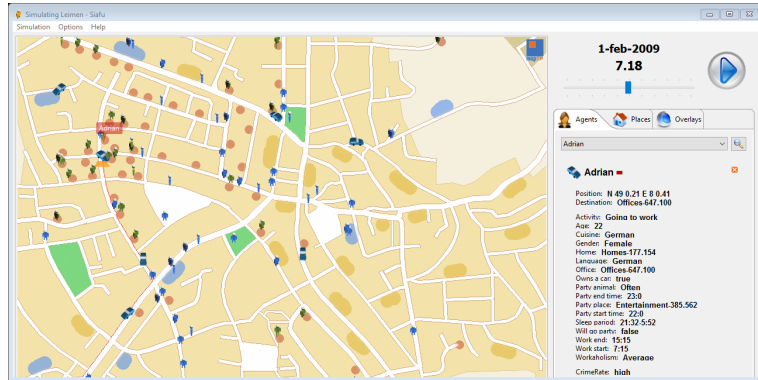 Simulating Leimen - Siafu
Simulation Options Help
1-feb-2009
7.18
Agents Places Overlays
Adrian
Adrian
Adrian
Position: N 49 0.21 E 8 0.41
Destination: Offices-647.100
Activity: Going to work
Age: 22
Cuisine: German
Gender: Female
Home: Homes-177.154
Language: German
Office: Offices-647.100
Owns a car: true
Party animal: Often
Party end time: 23:0
Party place: Entertainment-385.562
Party start time: 22:0
Sleep period: 21:32-5:52
Will go party: false
Work end: 15:15
Work start: 7:15
Workaholism: Average
CrimeRate: high